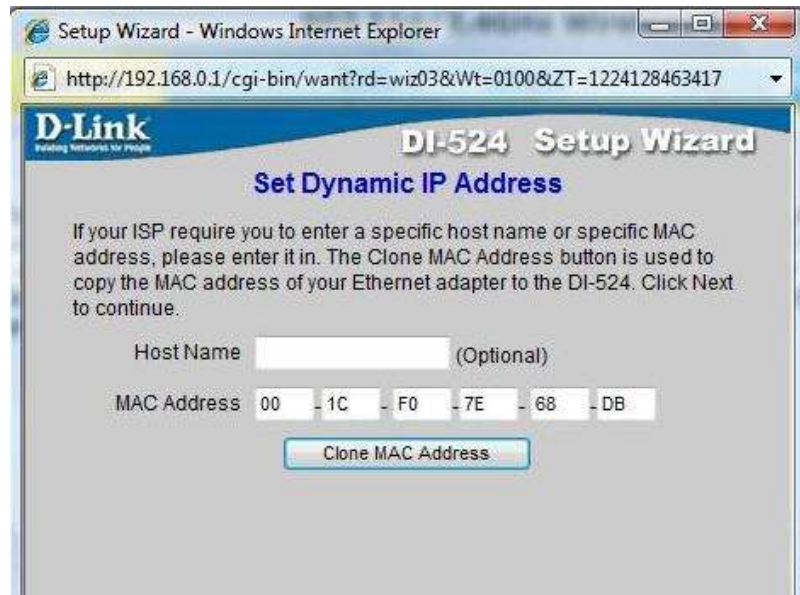 Setup Wizard - Windows Internet Explorer
http://192.168.0.1/cgi-bin/want?rd=wiz03&Wt=0100&ZT=1224128463417
D-Link
Building Networks for People
DI-524 Setup Wizard
Set Dynamic IP Address
If your ISP require you to enter a specific host name or specific MAC
address, please enter it in. The Clone MAC Address button is used to
copy the MAC address of your Ethernet adapter to the DI-524. Click Next
to continue.
Host Name (Optional)
MAC Address 00 - 1C - F0 - 7E - 68 - DB
Clone MAC Address